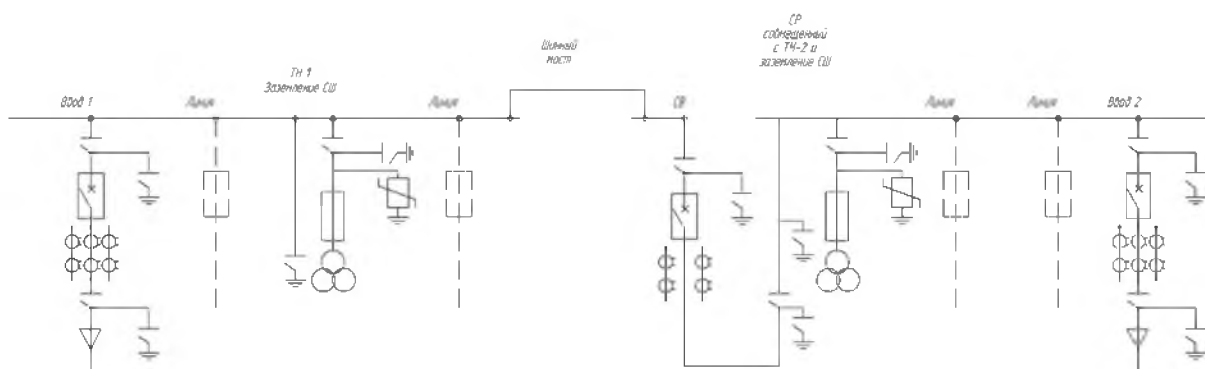 Ввод 1
Линия
ТН 1
Заземление СШ
Линия
Шинный
мост
СВ
СР
совмещенный
с ТН-2 и
заземление СШ
Линия
Линия
Ввод 2